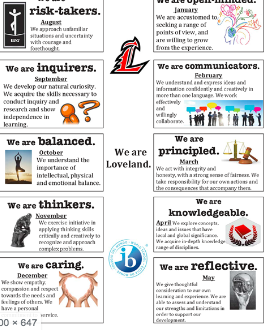 risk-takers.
August
We approach unfamiliar
situations and uncertainty
with courage and
forethought.
We are inquirers.
September
We develop our natural curiosity.
We acquire the skills necessary to
conduct inquiry and
research and show
independence in
learning.
We are balanced.
October
We understand the
importance of
intellectual, physical
and emotional balance.
We are thinkers.
November
We exercise initiative in
applying thinking skills
critically and creatively to
recognize and approach
complex problems.
We are caring.
December
We show empathy,
compassion and respect
towards the needs and
feelings of others. We
have a personal
service.
00 × 647
We are
Loveland.
We are open-minded.
January
We are accustomed to
seeking a range of
points of view, and
are willing to grow
from the experience.
We are communicators.
February
We understand and express ideas and
information confidently and creatively in
more than one language. We work
effectively
and
willingly
collaborate.
We are
principled.
March
We act with integrity and
honesty, with a strong sense of fairness. We
take responsibility for our own actions and
the consequences that accompany them.
We are
knowledgeable.
April We explore concepts,
ideas and issues that have
local and global significance.
We acquire in-depth knowledge
range of disciplines.
We are reflective.
May
We give thoughtful
consideration to our own
learning and experience. We are
able to assess and understand
our strengths and limitations in
order to support our
development.